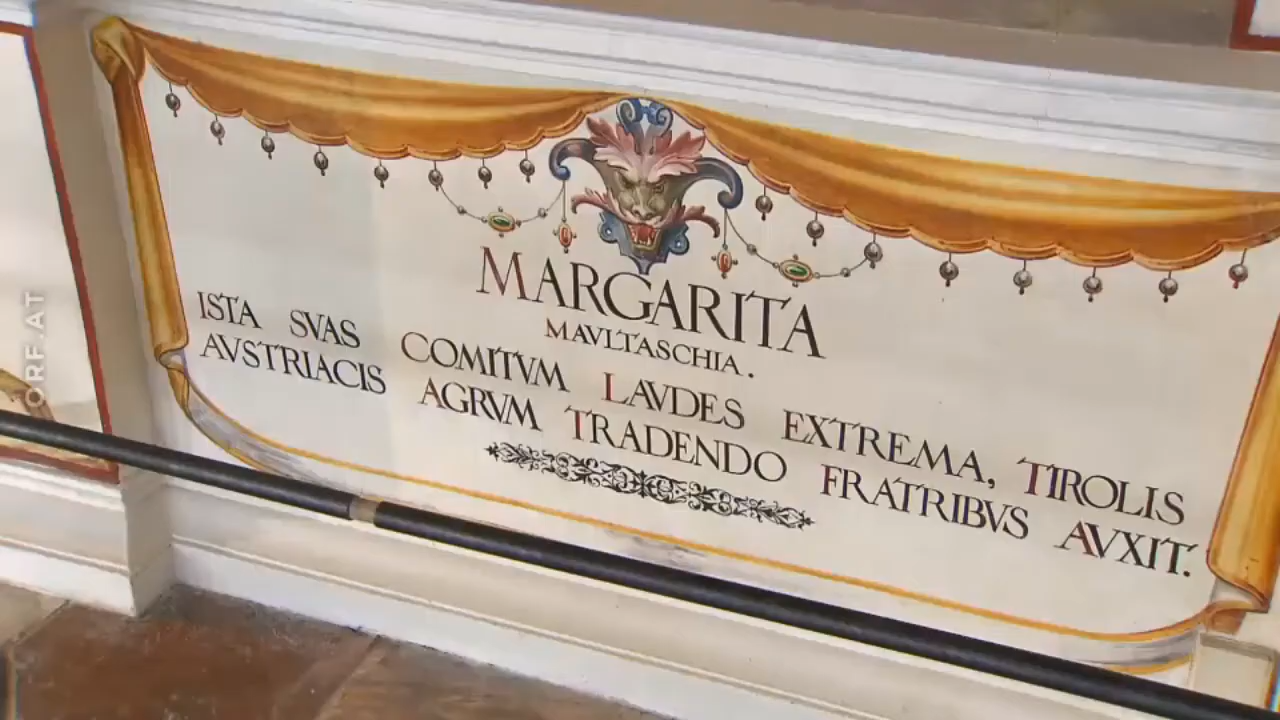 MARGARITA
MAVLTASCHIA.
ISTA SVAS COMITVM LAVDES EXTREMA, TIROLIS
AVSTRIACIS AGRVM TRADENDO FRATRIBVS AVXIT.
ORF.AT